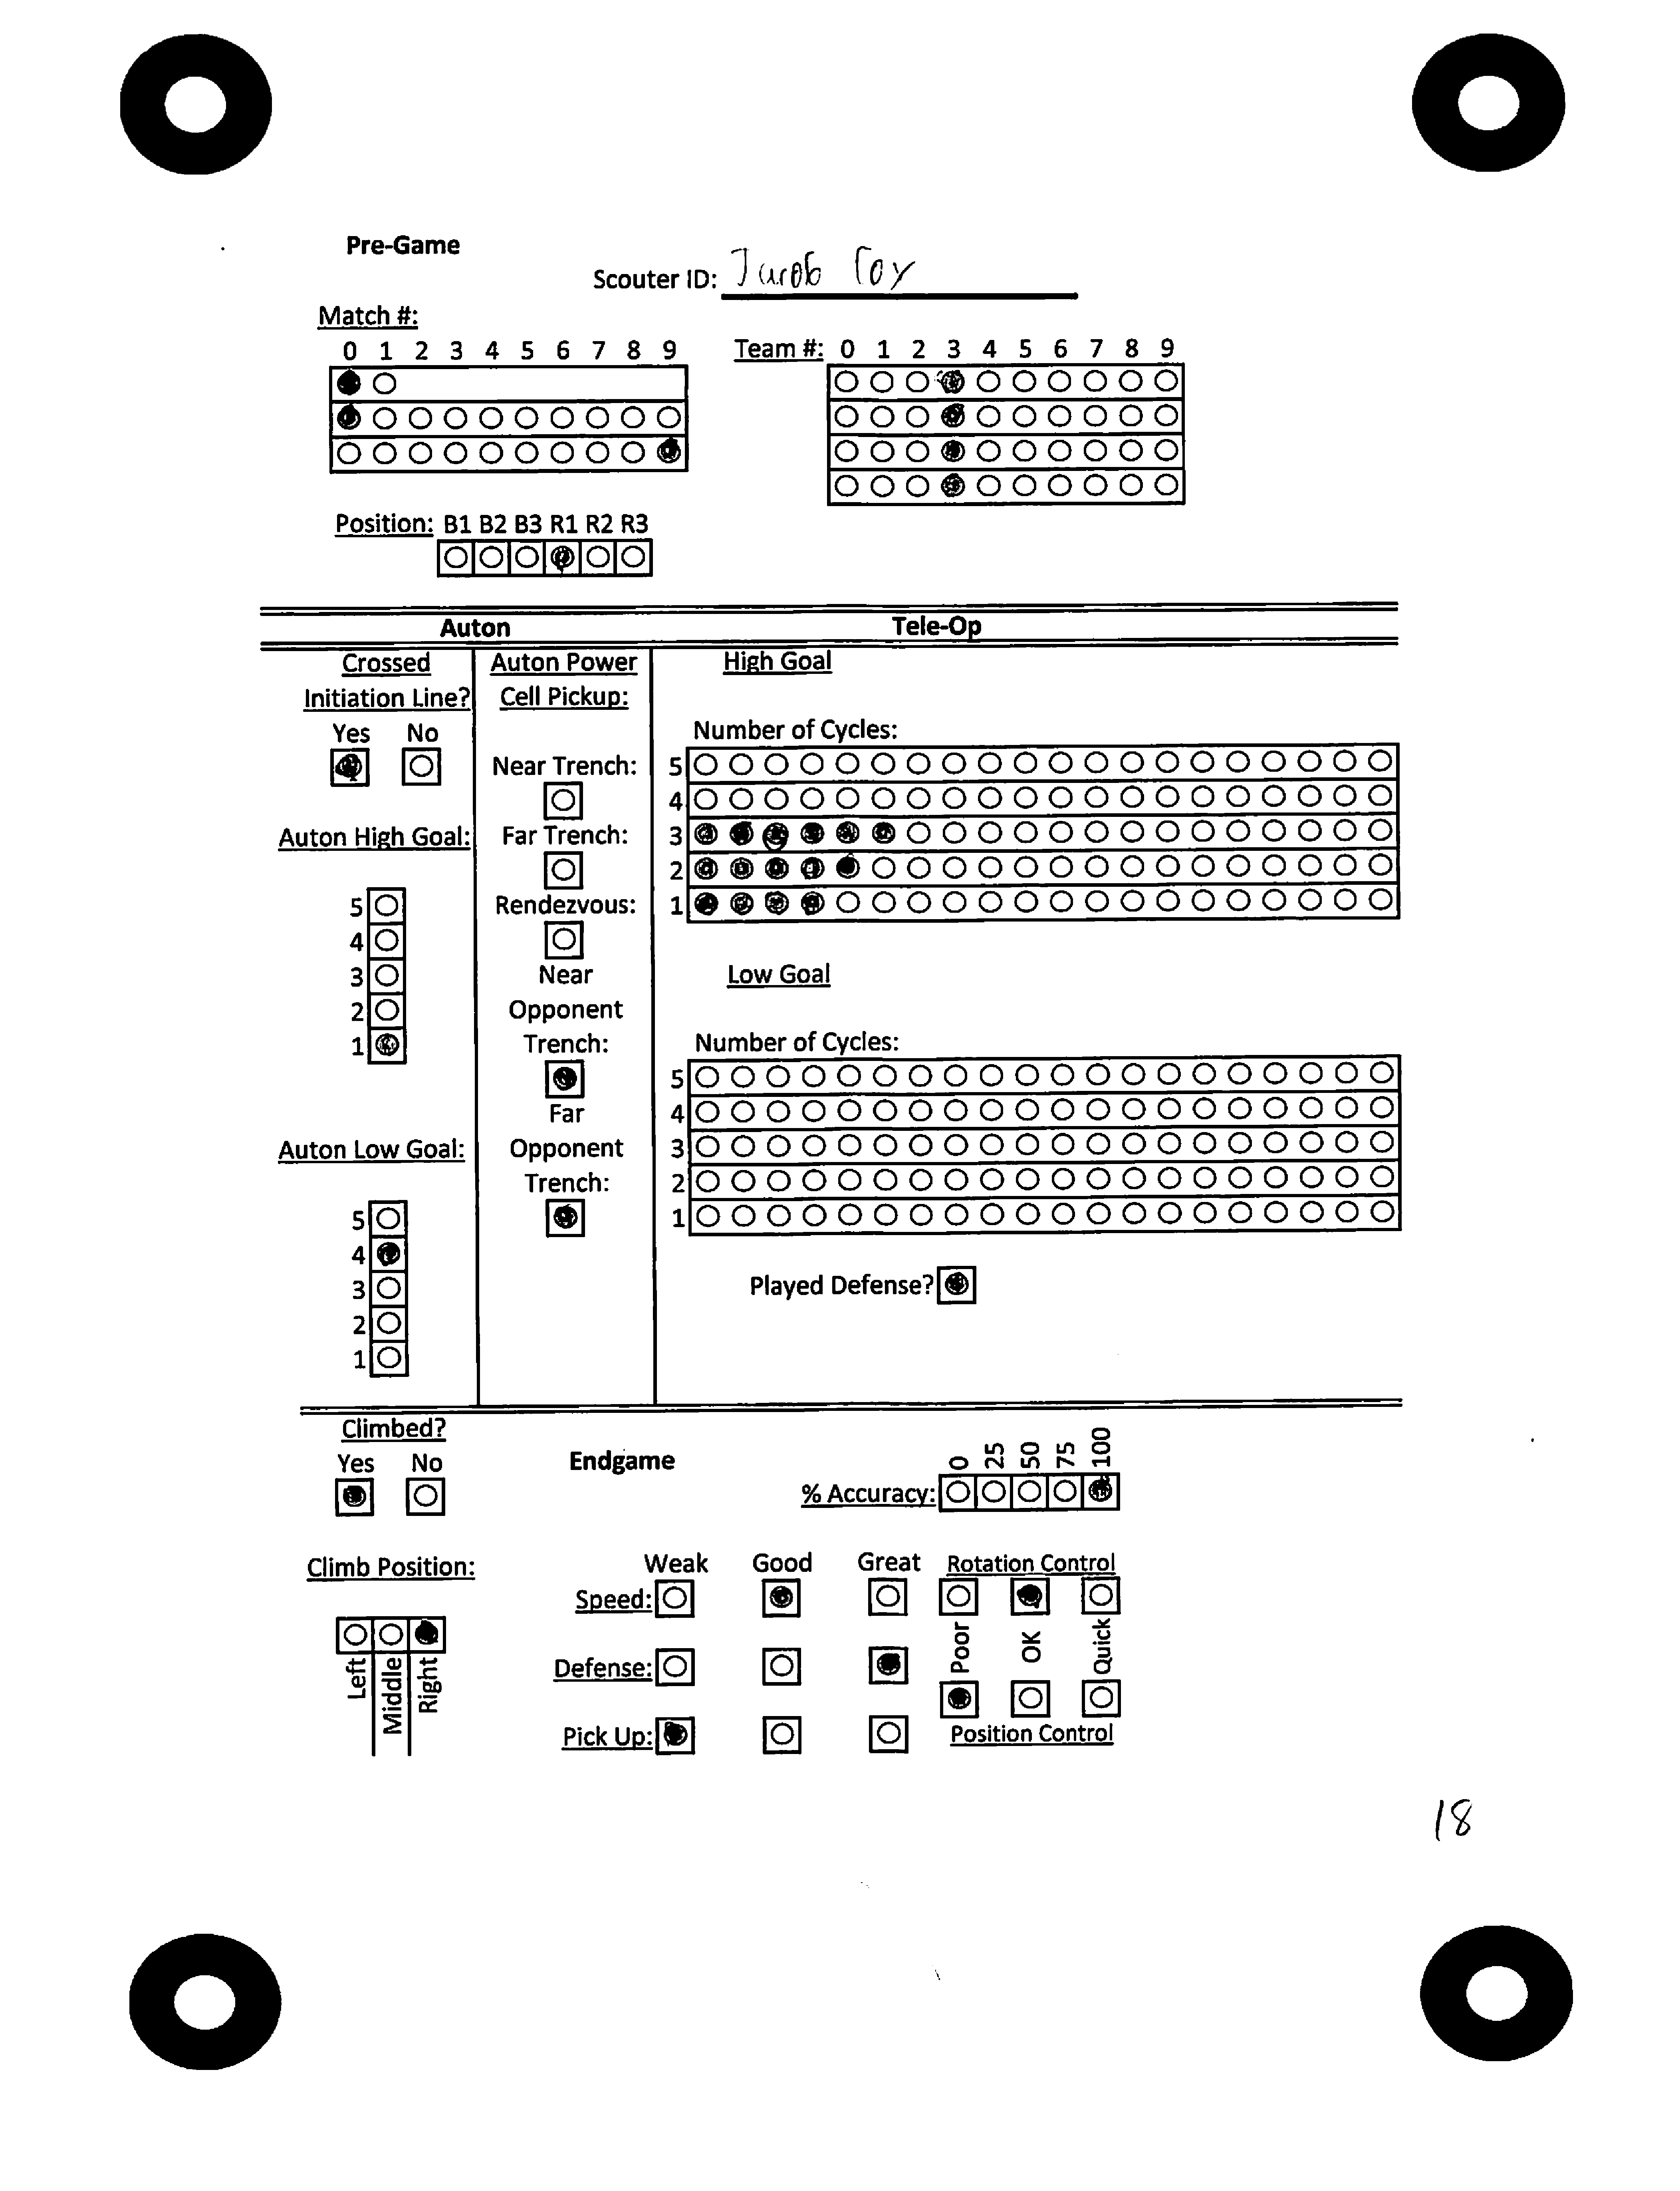 Pre-Game
Scouter ID: Jacob Cox
Match #:
0 1 2 3 4 5 6 7 8 9
Team #: 0 1 2 3 4 5 6 7 8 9
Position: B1 B2 B3 R1 R2 R3
Auton
Tele-Op
Crossed
Initiation Line?
Yes No
Auton High Goal:
5
4
3
2
1
Auton Low Goal:
5
4
3
2
1
Auton Power
Cell Pickup:
Near Trench:
Far Trench:
Rendezvous:
Near
Opponent
Trench:
Far
Opponent
Trench:
High Goal
Number of Cycles:
5
4
3
2
1
Low Goal
Number of Cycles:
5
4
3
2
1
Played Defense?
Climbed?
Yes No
Endgame
0 25 50 75 100
% Accuracy:
Climb Position:
Left
Middle
Right
Weak Good Great
Speed:
Defense:
Pick Up:
Rotation Control
Poor OK Quick
Position Control
18